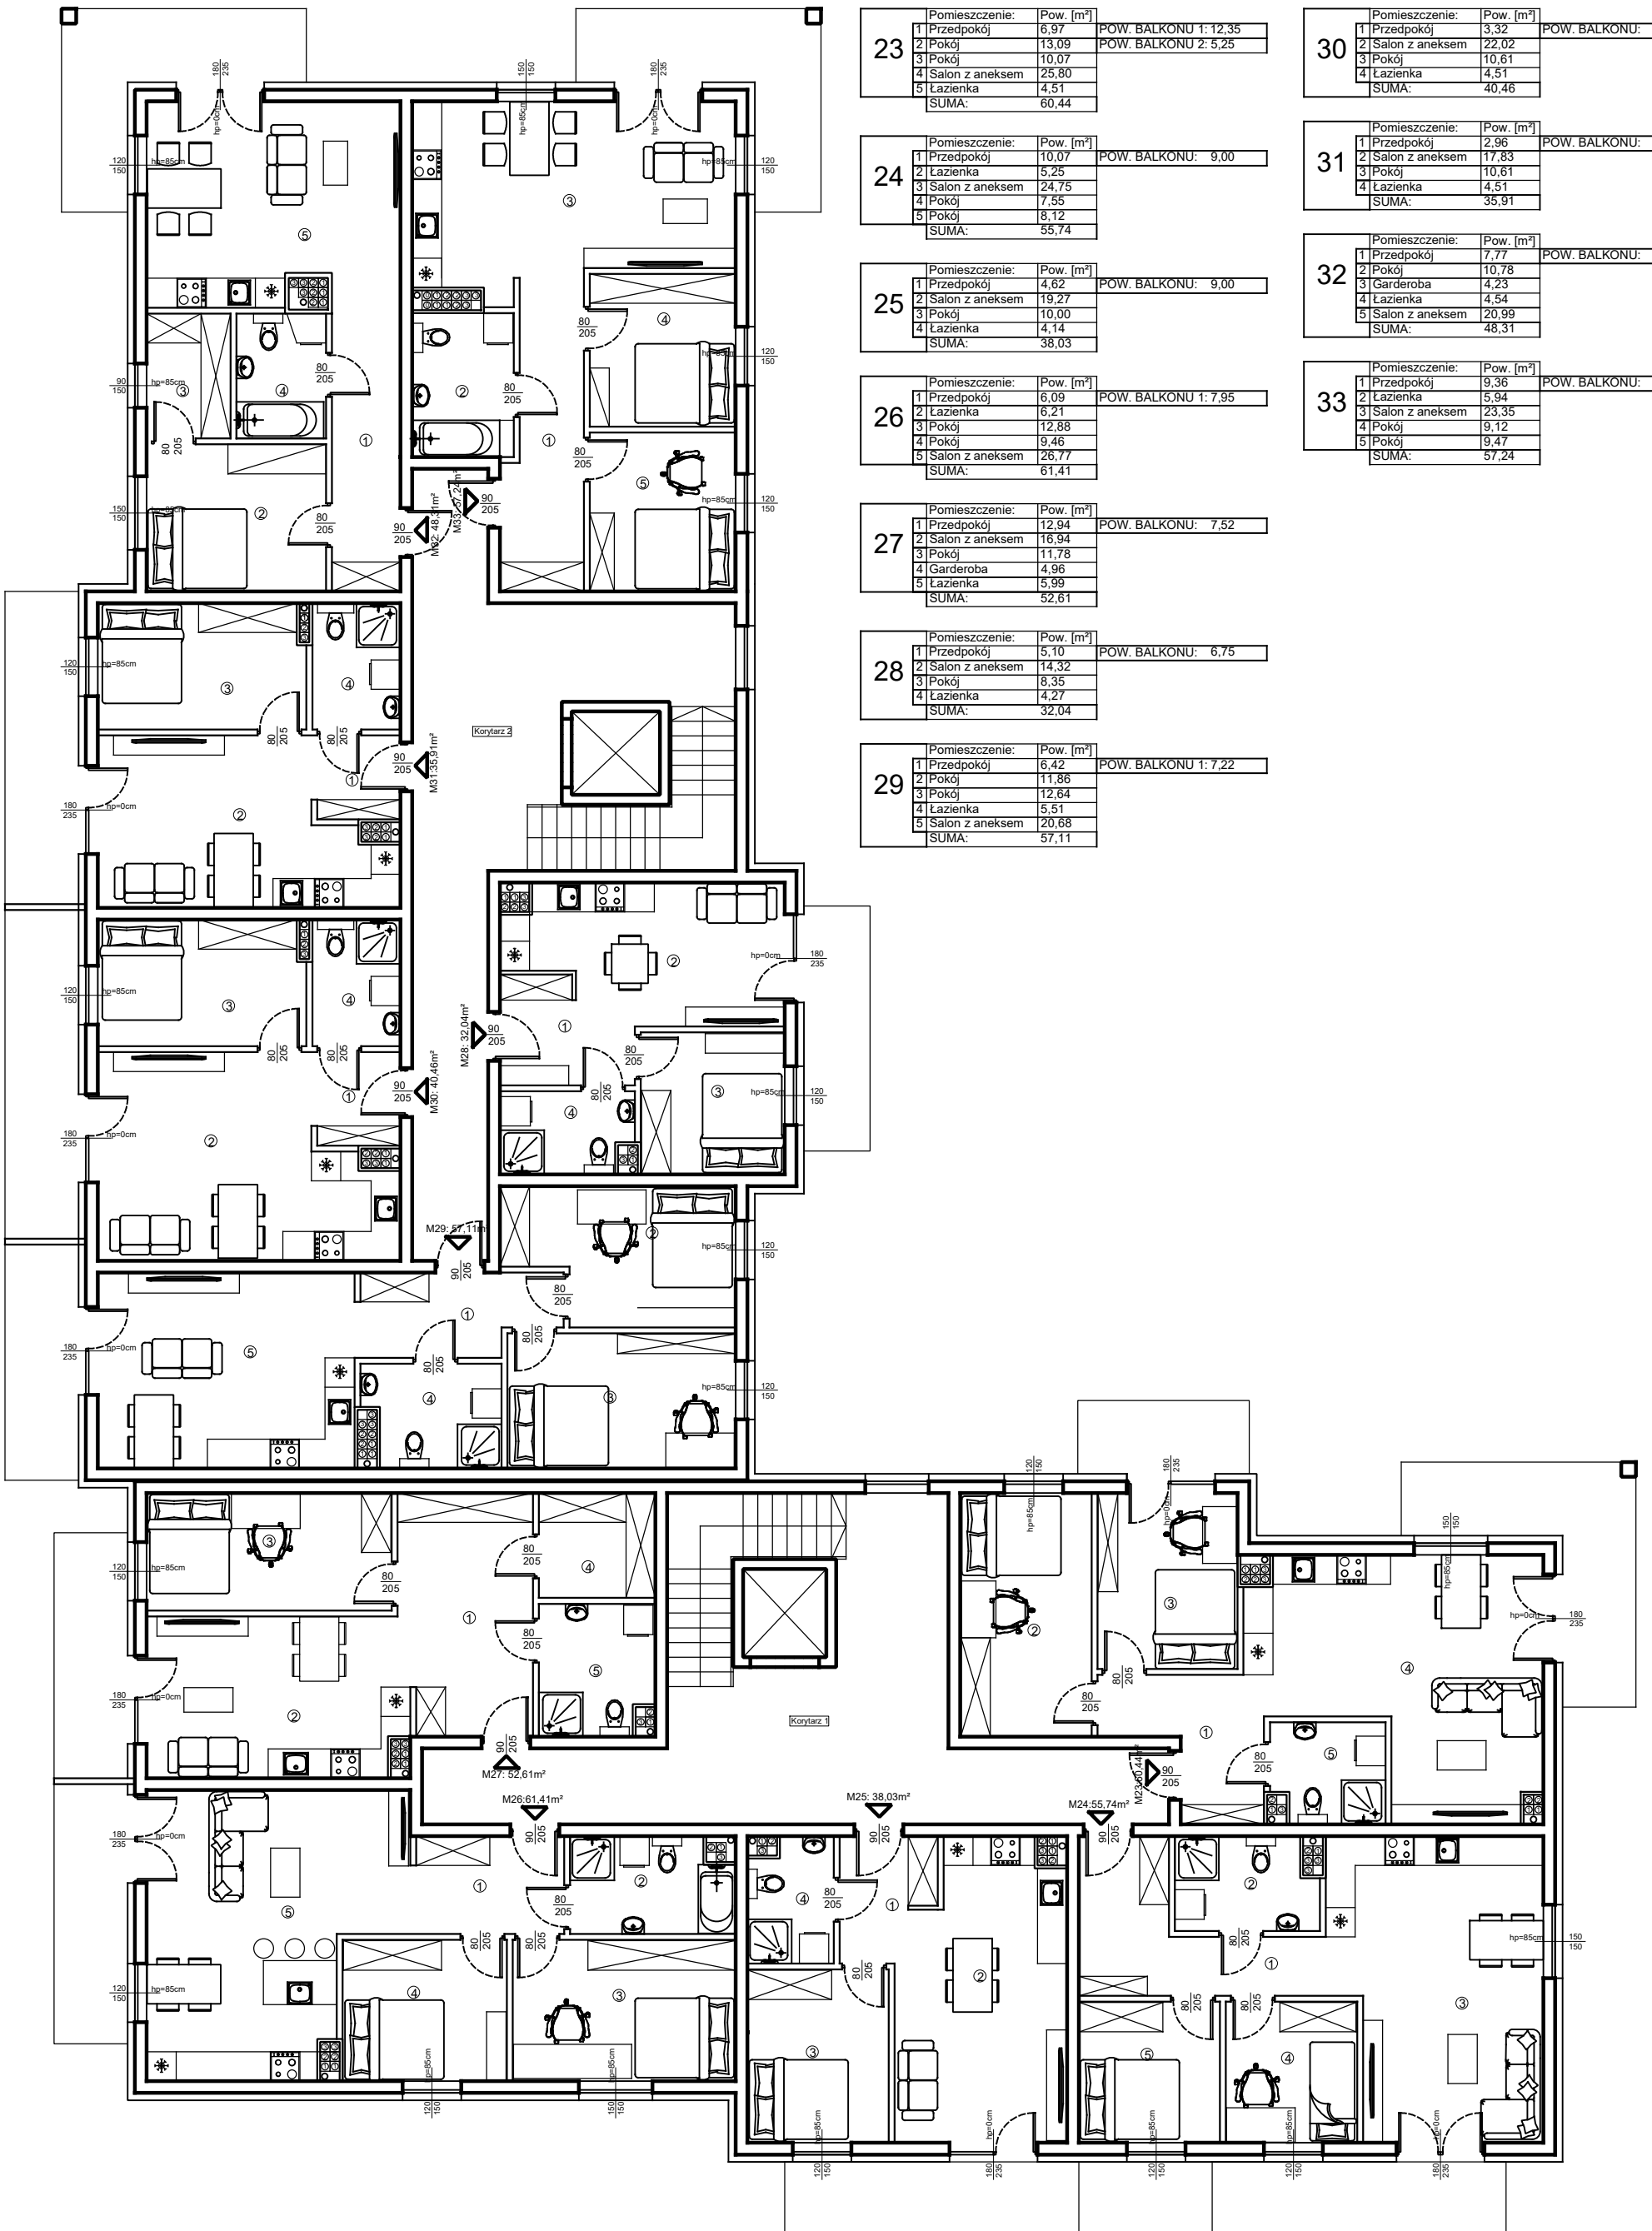 23
Pomieszczenie: Pow. [m²]
1 Przedpokój 6,97 POW. BALKONU 1: 12,35
2 Pokój 13,09 POW. BALKONU 2: 5,25
3 Pokój 10,07
4 Salon z aneksem 25,80
5 Łazienka 4,51
SUMA: 60,44
24
Pomieszczenie: Pow. [m²]
1 Przedpokój 10,07 POW. BALKONU: 9,00
2 Łazienka 5,25
3 Salon z aneksem 24,75
4 Pokój 7,55
5 Pokój 8,12
SUMA: 55,74
25
Pomieszczenie: Pow. [m²]
1 Przedpokój 4,62 POW. BALKONU: 9,00
2 Salon z aneksem 19,27
3 Pokój 10,00
4 Łazienka 4,14
SUMA: 38,03
26
Pomieszczenie: Pow. [m²]
1 Przedpokój 6,09 POW. BALKONU 1: 7,95
2 Łazienka 6,21
3 Pokój 12,88
4 Pokój 9,46
5 Salon z aneksem 26,77
SUMA: 61,41
27
Pomieszczenie: Pow. [m²]
1 Przedpokój 12,94 POW. BALKONU: 7,52
2 Salon z aneksem 16,94
3 Pokój 11,78
4 Garderoba 4,96
5 Łazienka 5,99
SUMA: 52,61
28
Pomieszczenie: Pow. [m²]
1 Przedpokój 5,10 POW. BALKONU: 6,75
2 Salon z aneksem 14,32
3 Pokój 8,35
4 Łazienka 4,27
SUMA: 32,04
29
Pomieszczenie: Pow. [m²]
1 Przedpokój 6,42 POW. BALKONU 1: 7,22
2 Pokój 11,86
3 Pokój 12,64
4 Łazienka 5,51
5 Salon z aneksem 20,68
SUMA: 57,11
30
Pomieszczenie: Pow. [m²]
1 Przedpokój 3,32 POW. BALKONU:
2 Salon z aneksem 22,02
3 Pokój 10,61
4 Łazienka 4,51
SUMA: 40,46
31
Pomieszczenie: Pow. [m²]
1 Przedpokój 2,96 POW. BALKONU:
2 Salon z aneksem 17,83
3 Pokój 10,61
4 Łazienka 4,51
SUMA: 35,91
32
Pomieszczenie: Pow. [m²]
1 Przedpokój 7,77 POW. BALKONU:
2 Pokój 10,78
3 Garderoba 4,23
4 Łazienka 4,54
5 Salon z aneksem 20,99
SUMA: 48,31
33
Pomieszczenie: Pow. [m²]
1 Przedpokój 9,36 POW. BALKONU:
2 Łazienka 5,94
3 Salon z aneksem 23,35
4 Pokój 9,12
5 Pokój 9,47
SUMA: 57,24
M32: 48,31m²
M33: 57,24m²
Korytarz 2
M31:35,91m²
M28: 32,04m²
M30: 40,46m²
M29: 57,11m²
Korytarz 1
M27: 52,61m²
M26:61,41m²
M25: 38,03m²
M24:55,74m²
M23:60,44m²